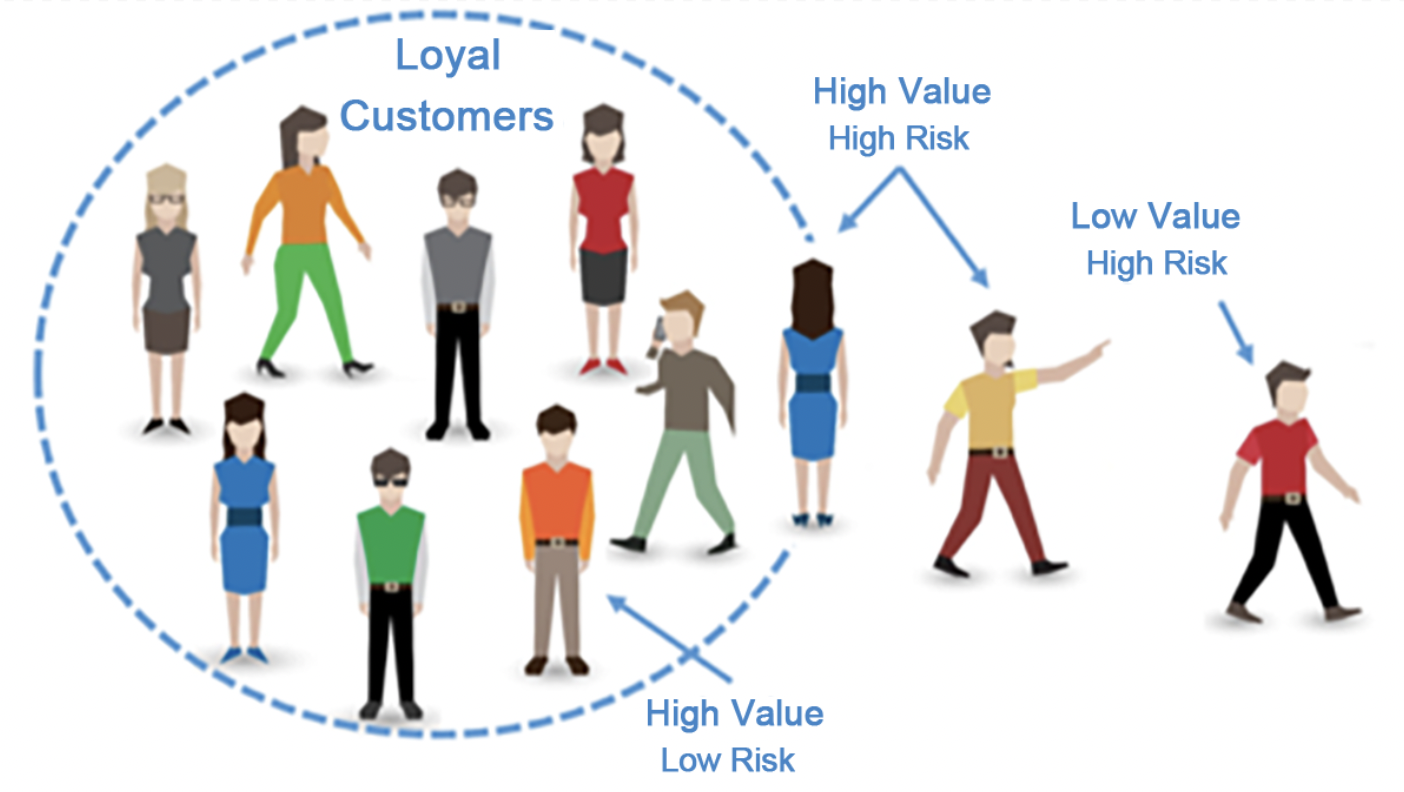 Loyal
Customers
High Value
High Risk
Low Value
High Risk
High Value
Low Risk